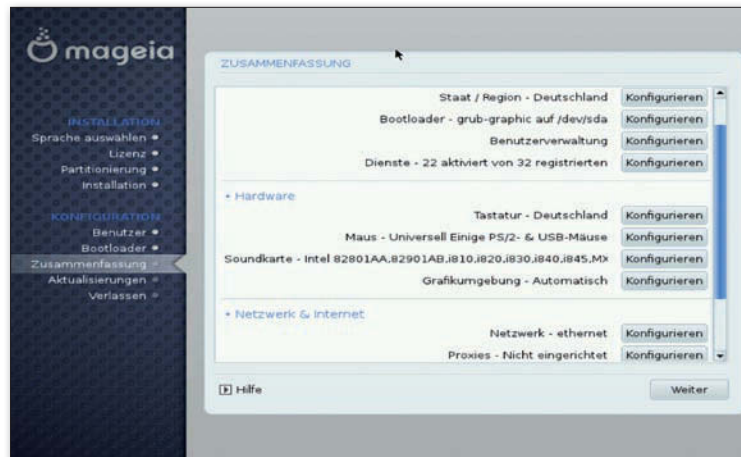 mageia
INSTALLATION
Sprache auswählen
Lizenz
Partitionierung
Installation
KONFIGURATION
Benutzer
Bootloader
Zusammenfassung
Aktualisierungen
Verlassen
ZUSAMMENFASSUNG
Staat / Region - Deutschland Konfigurieren
Bootloader - grub-graphic auf /dev/sda Konfigurieren
Benutzerverwaltung Konfigurieren
Dienste - 22 aktiviert von 32 registrierten Konfigurieren
• Hardware
Tastatur - Deutschland Konfigurieren
Maus - Universell Einige PS/2- & USB-Mäuse Konfigurieren
Soundkarte - Intel 82801AA,82901AB,i810,i820,i830,i840,i845,MX Konfigurieren
Grafikumgebung - Automatisch Konfigurieren
• Netzwerk & Internet
Netzwerk - ethernet Konfigurieren
Proxies - Nicht eingerichtet Konfigurieren
Hilfe
Weiter